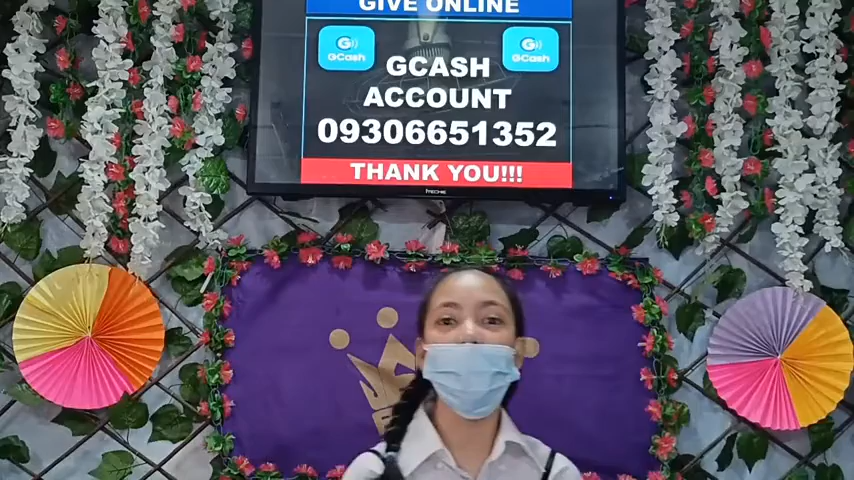 GIVE ONLINE
GCash
GCash
GCASH
ACCOUNT
09306651352
THANK YOU!!!